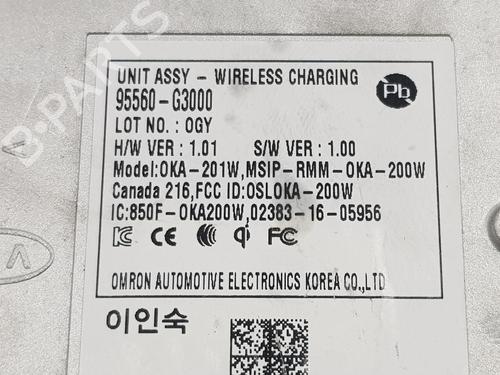 UNIT ASSY - WIRELESS CHARGING
95560-G3000
Pb
LOT NO. : OGY
H/W VER : 1.01 S/W VER : 1.00
Model:OKA-201W,MSIP-RMM-OKA-200W
Canada 216,FCC ID:OSLOKA-200W
IC:850F-OKA200W,02383-16-05956
CE FC
OMRON AUTOMOTIVE ELECTRONICS KOREA CO.,LTD
이인숙
B-PARTS